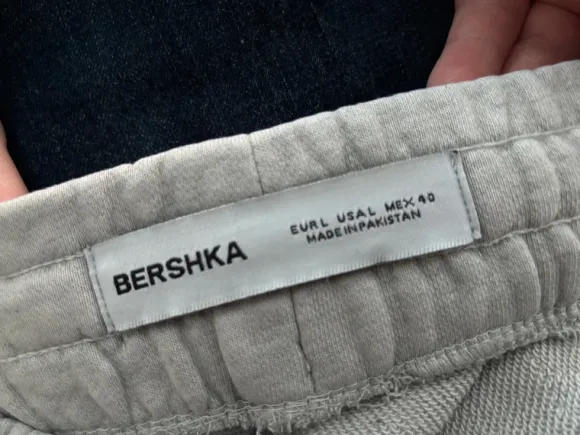 BERSHKA
EUR L USA L MEX 40
MADE IN PAKISTAN